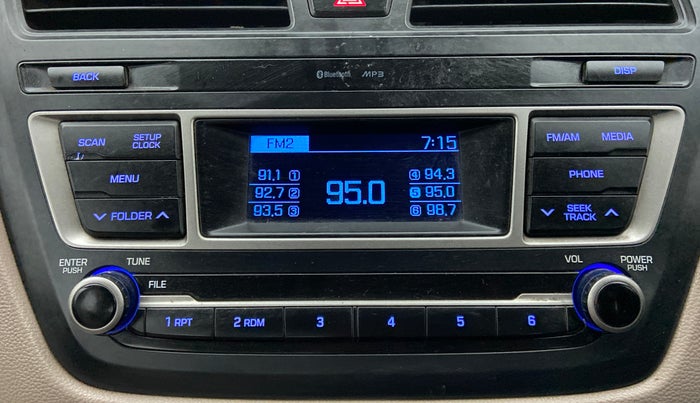 BACK
Bluetooth MP3
DISP
SCAN SETUP CLOCK
MENU
FOLDER
FM2 7:15
91.1 1
92.7 2
93.5 3
95.0
4 94.3
5 95.0
6 98.7
FM/AM MEDIA
PHONE
SEEK TRACK
ENTER PUSH
TUNE
FILE
VOL
POWER PUSH
1 RPT 2 RDM 3 4 5 6